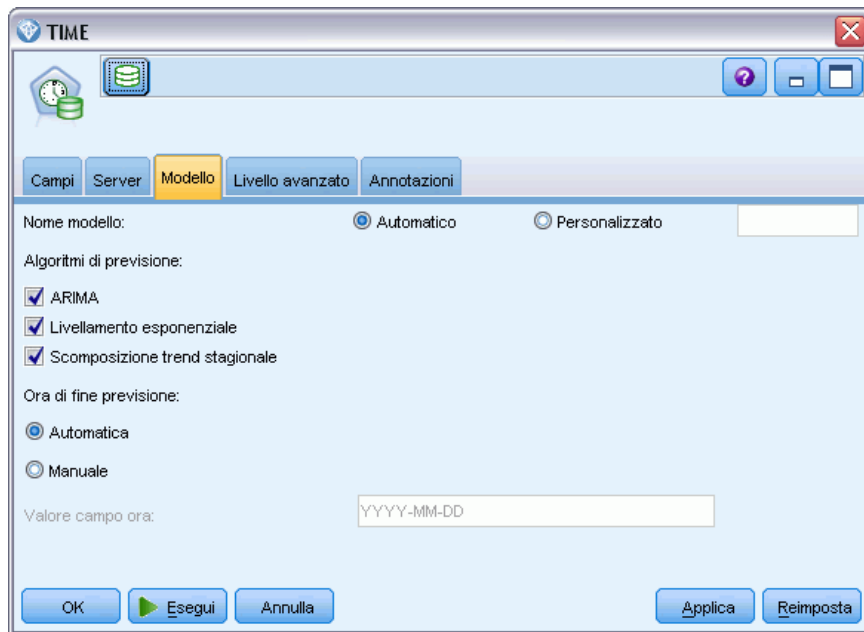 TIME
Campi Server Modello Livello avanzato Annotazioni
Nome modello: Automatico Personalizzato
Algoritmi di previsione:
ARIMA
Livellamento esponenziale
Scomposizione trend stagionale
Ora di fine previsione:
Automatica
Manuale
Valore campo ora: YYYY-MM-DD
OK Esegui Annulla Applica Reimposta